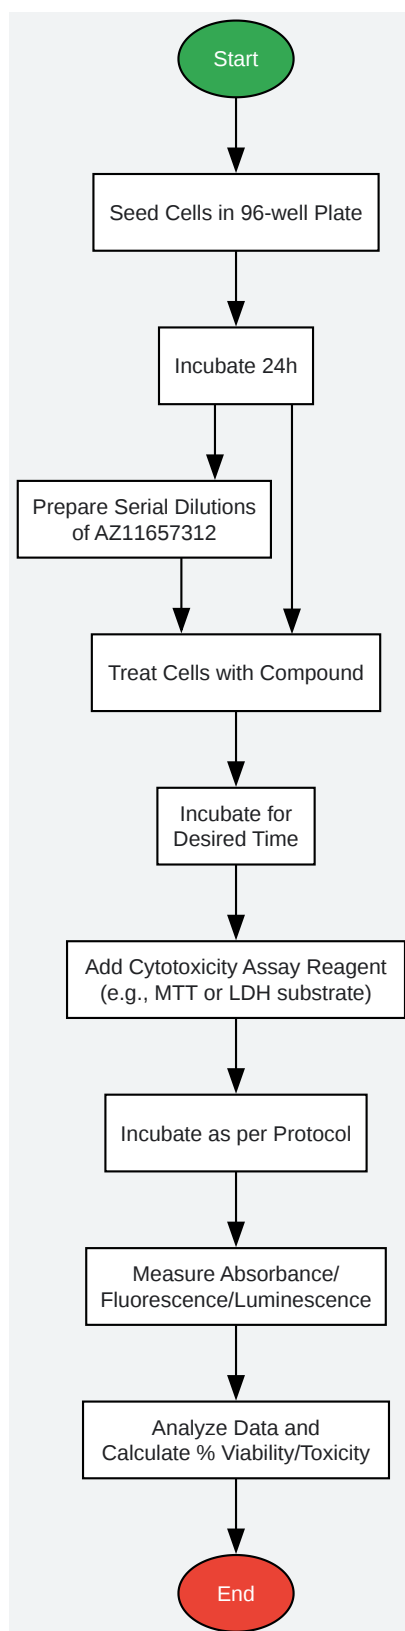 Start
Seed Cells in 96-well Plate
Incubate 24h
Prepare Serial Dilutions
of AZ11657312
Treat Cells with Compound
Incubate for
Desired Time
Add Cytotoxicity Assay Reagent
(e.g., MTT or LDH substrate)
Incubate as per Protocol
Measure Absorbance/
Fluorescence/Luminescence
Analyze Data and
Calculate % Viability/Toxicity
End